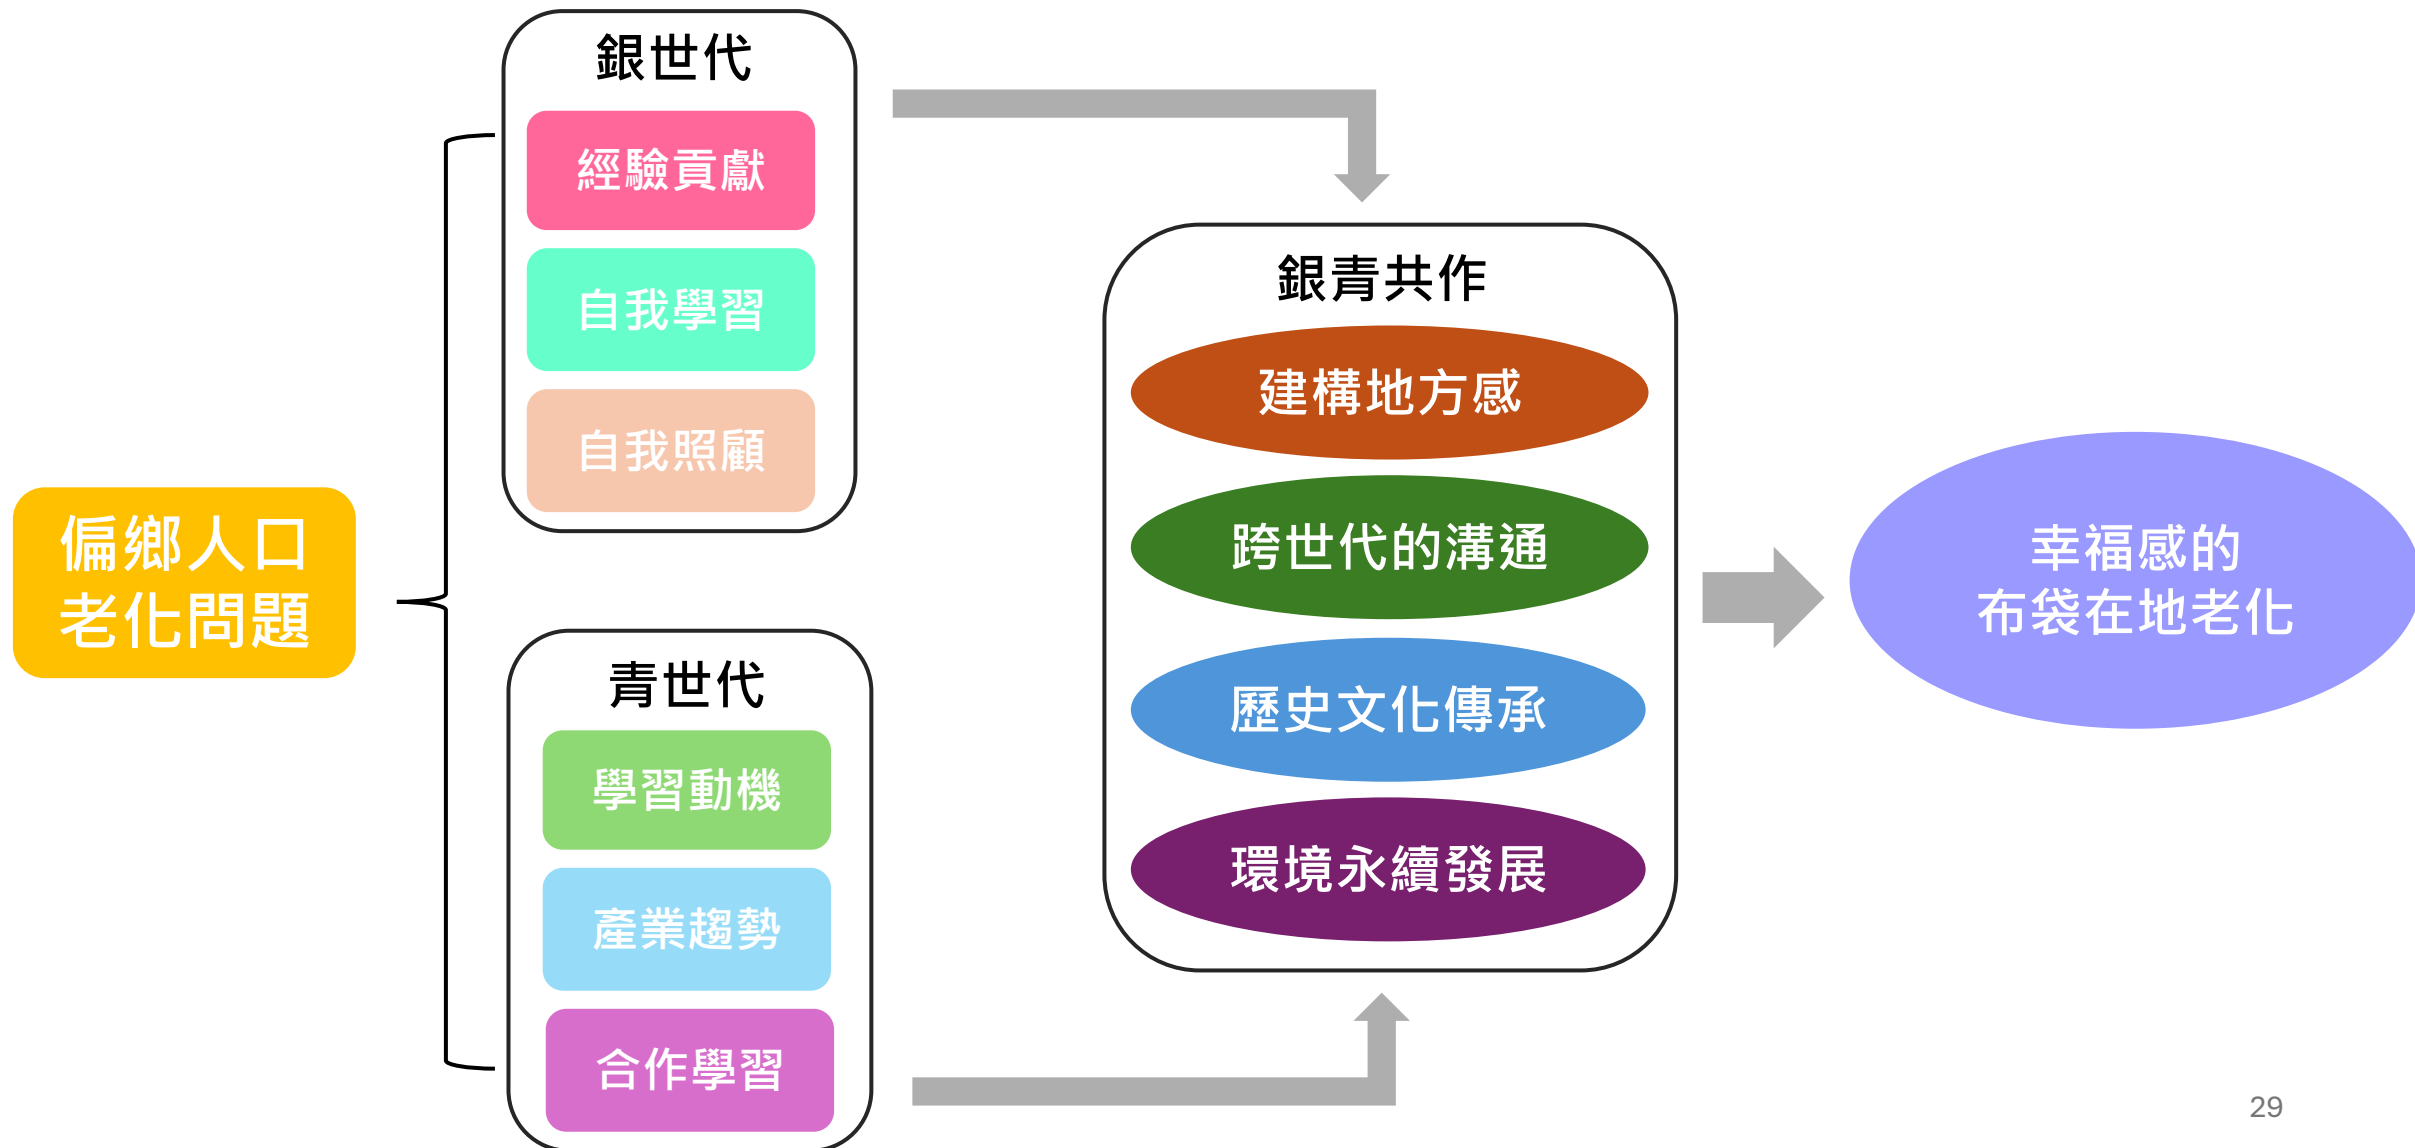 偏鄉人口
老化問題
銀世代
經驗貢獻
自我學習
自我照顧
青世代
學習動機
產業趨勢
合作學習
銀青共作
建構地方感
跨世代的溝通
歷史文化傳承
環境永續發展
幸福感的
布袋在地老化
29